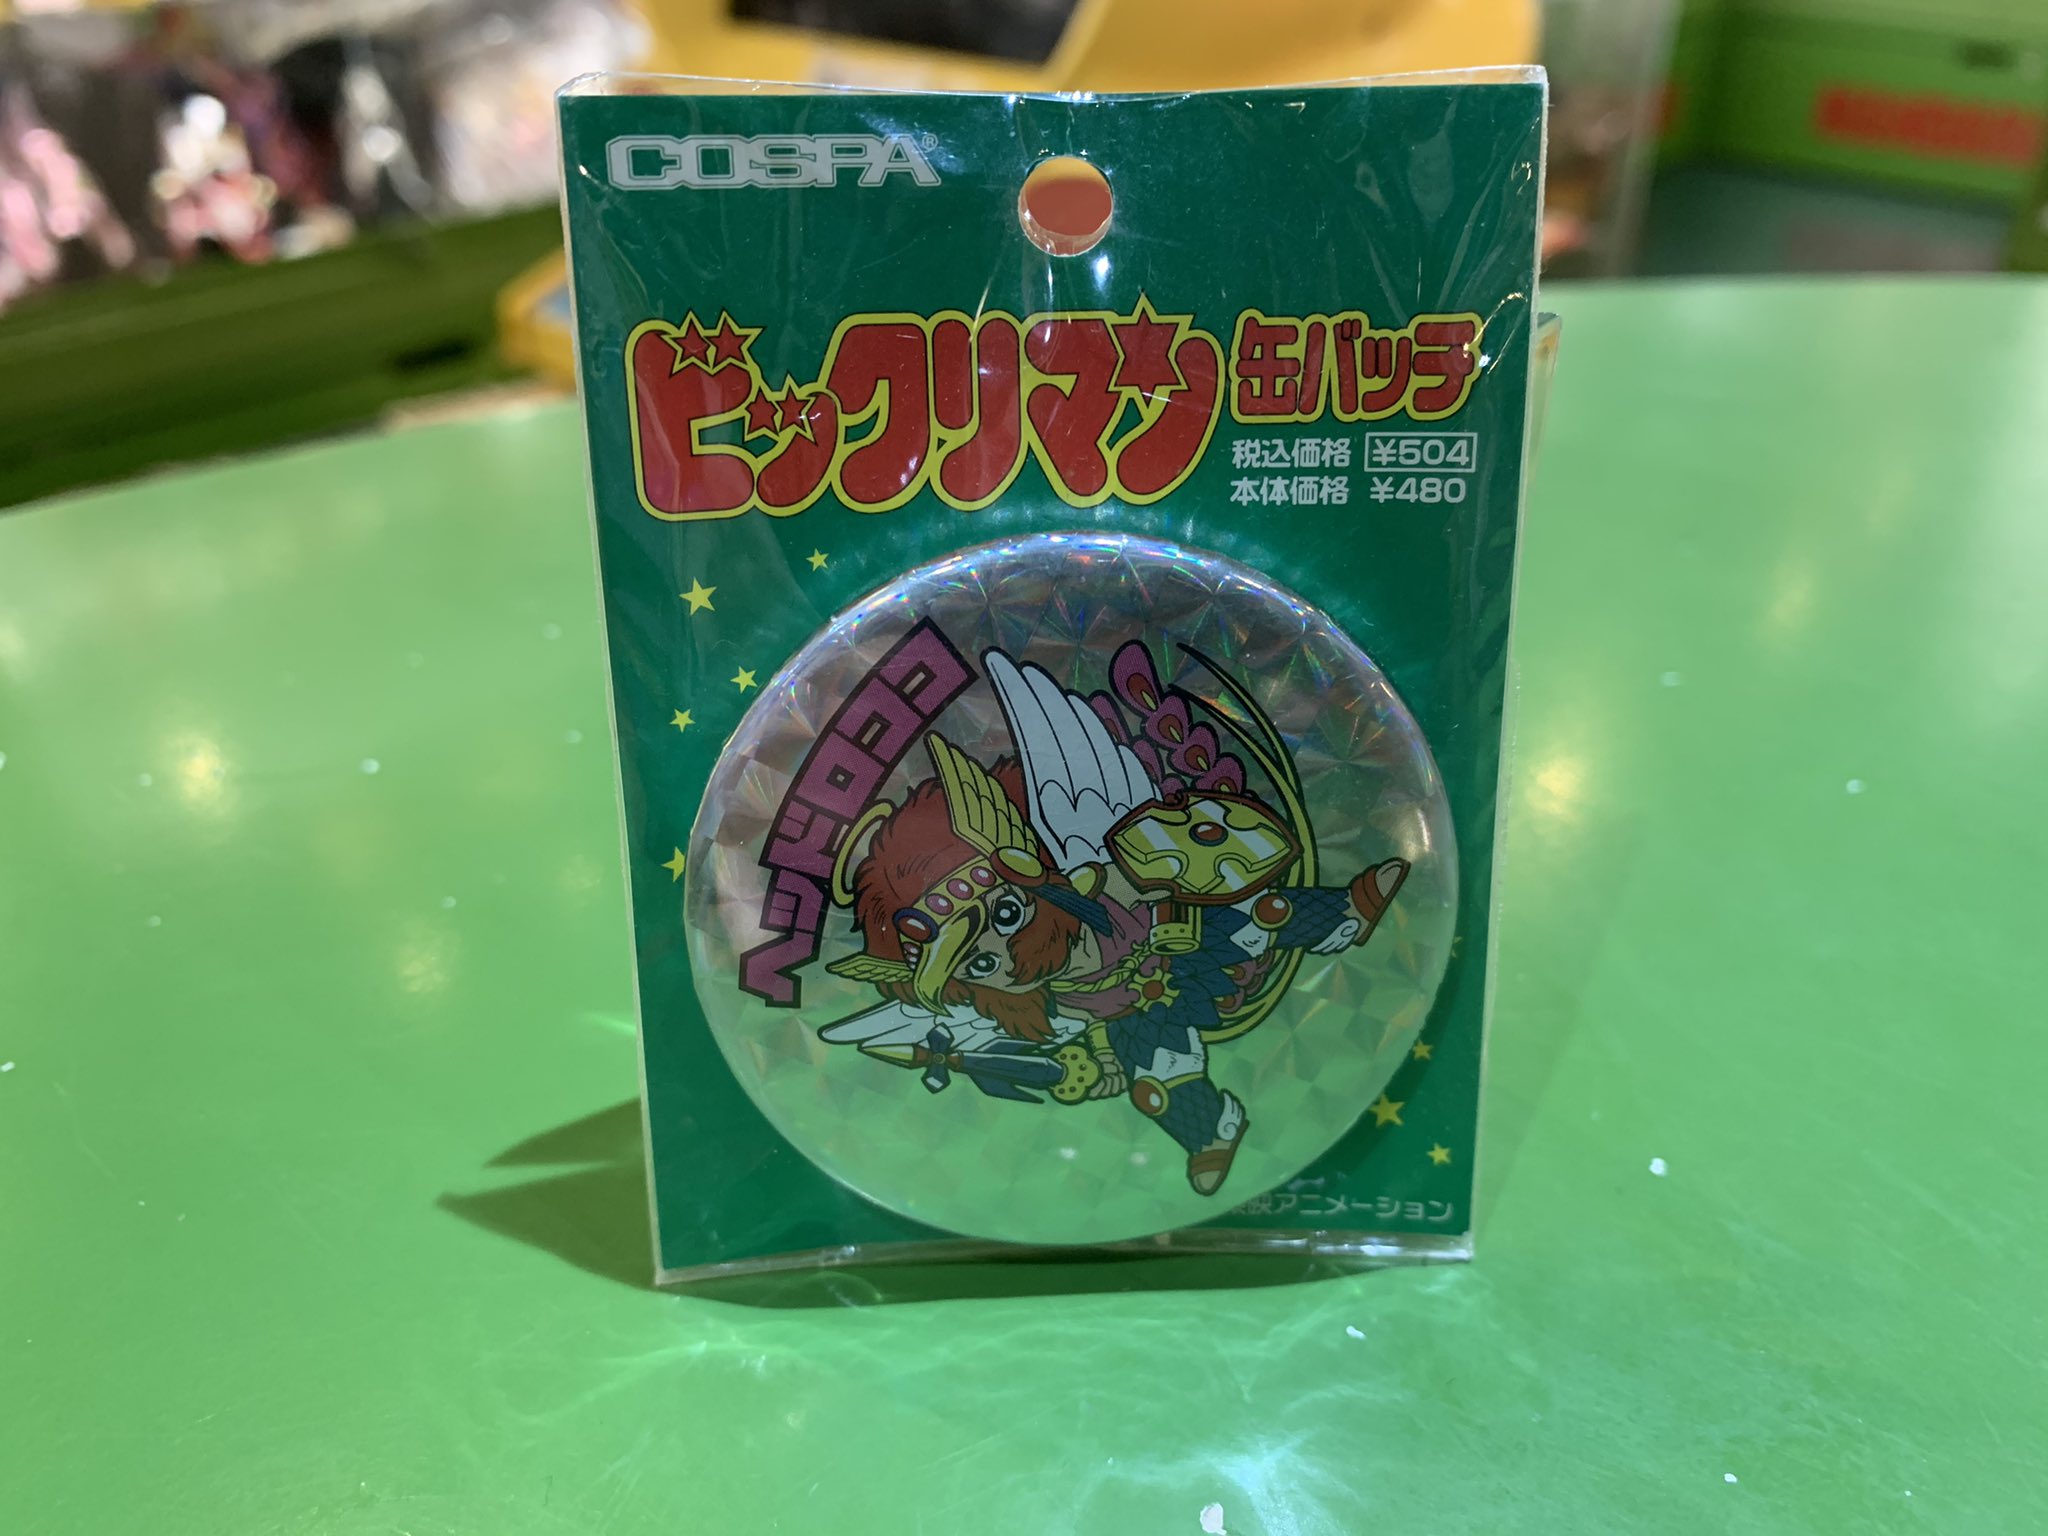 COSPA®
ビックリマン 缶バッチ
税込価格 ¥504
本体価格 ¥480
ヘッドロココ
映アニメーション